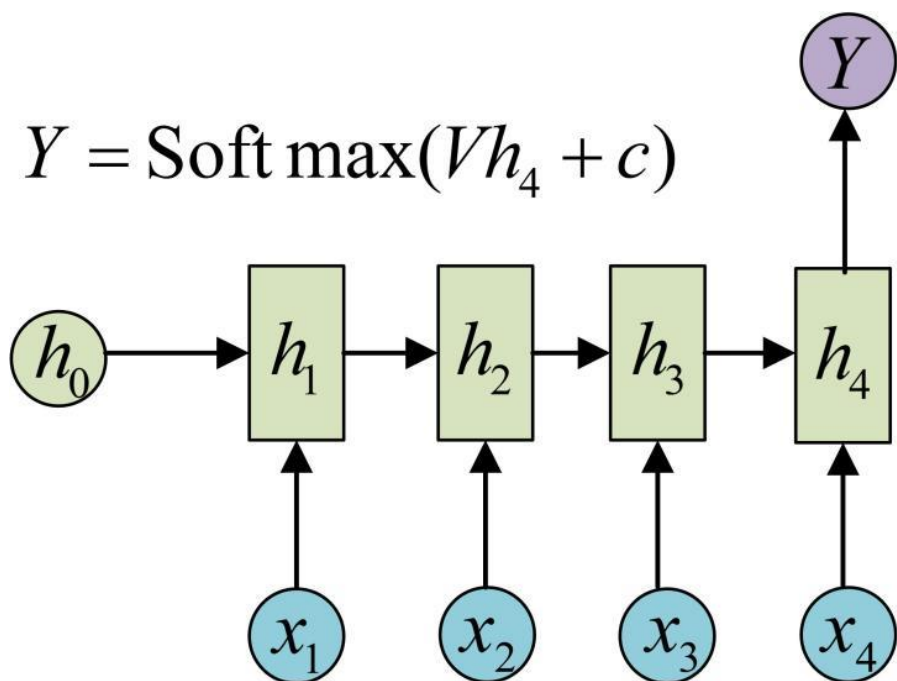 Y
Y = Soft max(Vh₄ + c)
h₀ h₁ h₂ h₃ h₄
x₁ x₂ x₃ x₄